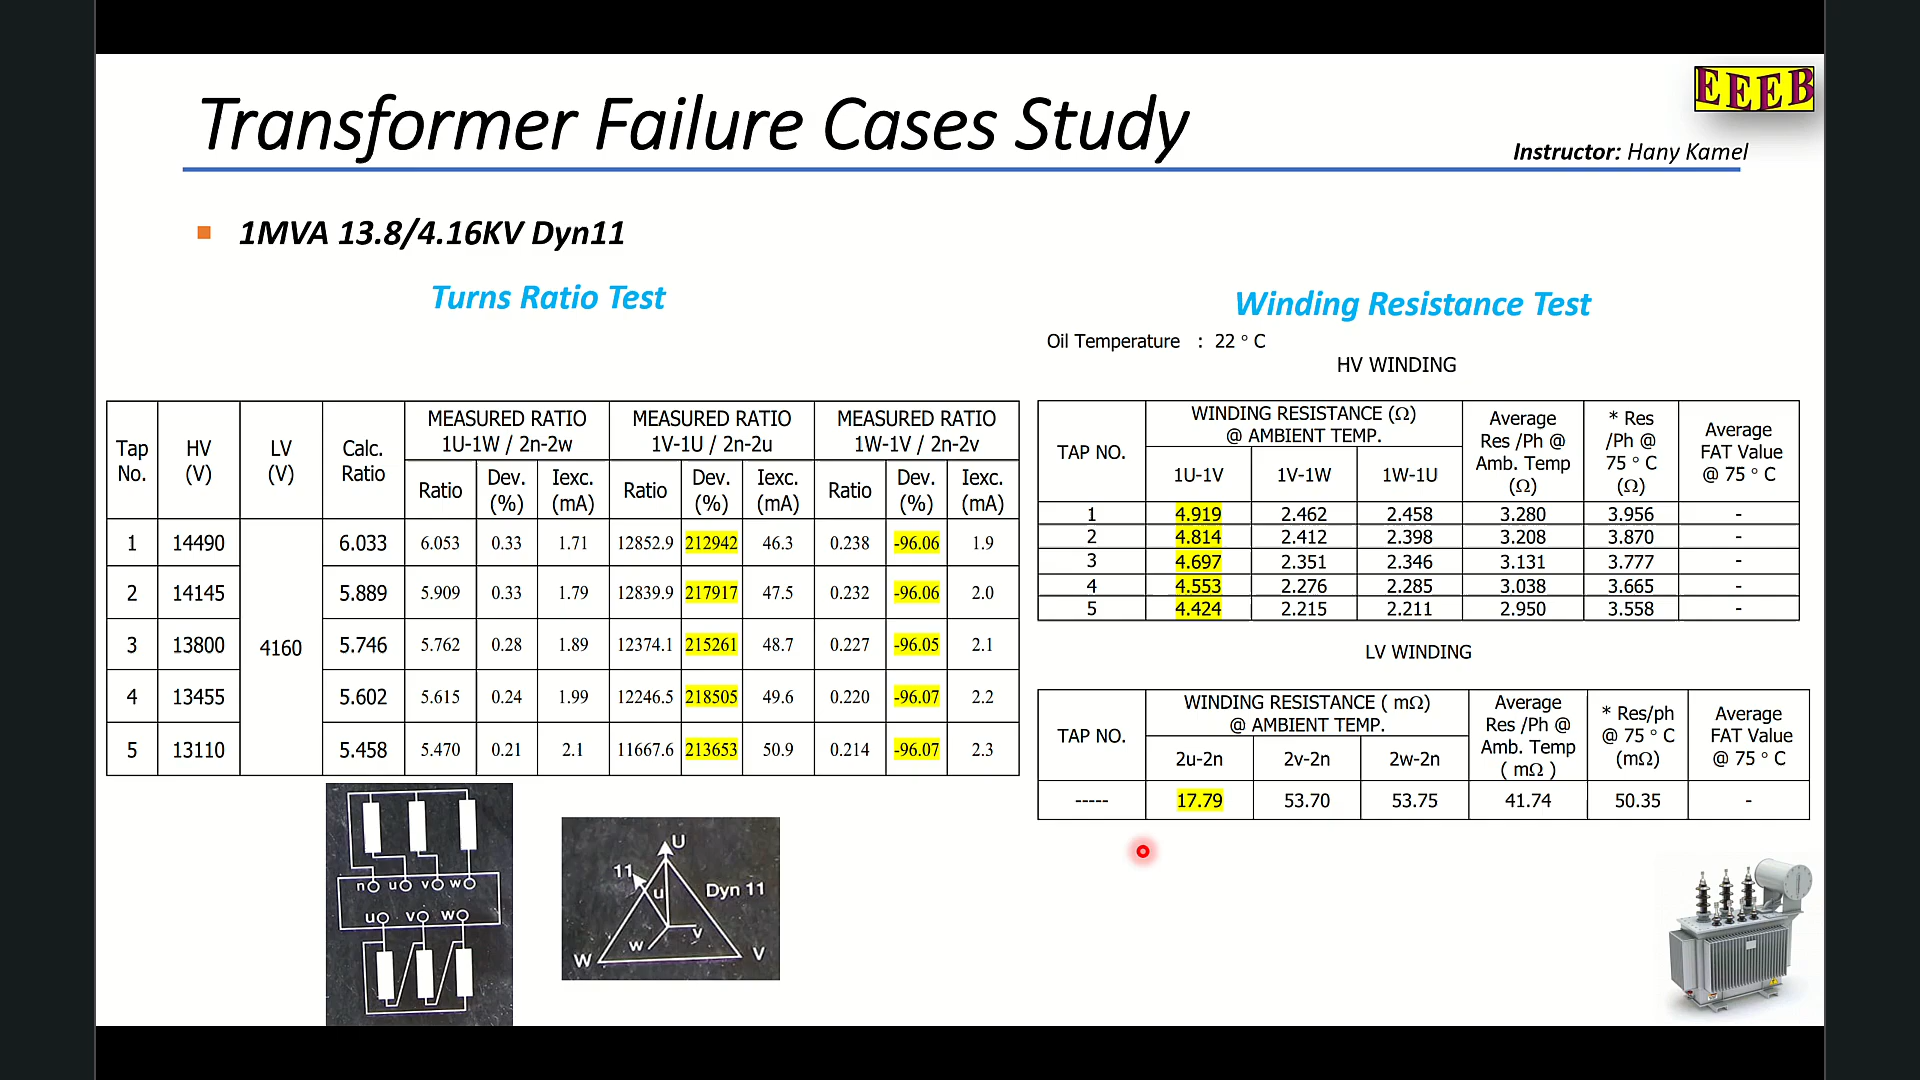 EEEB
Transformer Failure Cases Study
Instructor: Hany Kamel
1MVA 13.8/4.16KV Dyn11
Turns Ratio Test
Tap No. HV (V) LV (V) Calc. Ratio MEASURED RATIO 1U-1W / 2n-2w MEASURED RATIO 1V-1U / 2n-2u MEASURED RATIO 1W-1V / 2n-2v
Ratio Dev. (%) Iexc. (mA) Ratio Dev. (%) Iexc. (mA) Ratio Dev. (%) Iexc. (mA)
1 14490 6.033 6.053 0.33 1.71 12852.9 212942 46.3 0.238 -96.06 1.9
2 14145 5.889 5.909 0.33 1.79 12839.9 217917 47.5 0.232 -96.06 2.0
3 13800 4160 5.746 5.762 0.28 1.89 12374.1 215261 48.7 0.227 -96.05 2.1
4 13455 5.602 5.615 0.24 1.99 12246.5 218505 49.6 0.220 -96.07 2.2
5 13110 5.458 5.470 0.21 2.1 11667.6 213653 50.9 0.214 -96.07 2.3
n u v w
u v w
U
11
u
Dyn 11
w
v
W
V
Winding Resistance Test
Oil Temperature : 22 ° C
HV WINDING
TAP NO. WINDING RESISTANCE (Ω) @ AMBIENT TEMP. Average Res /Ph @ Amb. Temp (Ω) * Res /Ph @ 75 ° C (Ω) Average FAT Value @ 75 ° C
1U-1V 1V-1W 1W-1U
1 4.919 2.462 2.458 3.280 3.956 -
2 4.814 2.412 2.398 3.208 3.870 -
3 4.697 2.351 2.346 3.131 3.777 -
4 4.553 2.276 2.285 3.038 3.665 -
5 4.424 2.215 2.211 2.950 3.558 -
LV WINDING
TAP NO. WINDING RESISTANCE ( mΩ) @ AMBIENT TEMP. Average Res /Ph @ Amb. Temp ( mΩ ) * Res/ph @ 75 ° C (mΩ) Average FAT Value @ 75 ° C
2u-2n 2v-2n 2w-2n
----- 17.79 53.70 53.75 41.74 50.35 -